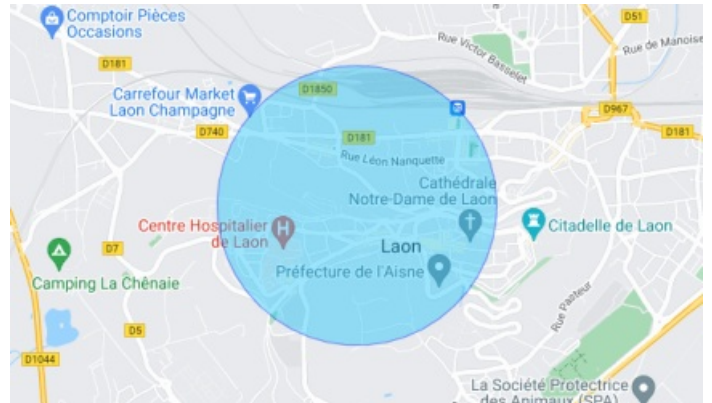 Comptoir Pièces
Occasions
D51
Rue Victor Basselet
Rue de Manoise
D181
D1850
Carrefour Market
Laon Champagne
D967
D740
D181
D181
Rue Léon Nanquette
Cathédrale
Notre-Dame de Laon
Centre Hospitalier
de Laon
H
Citadelle de Laon
D7
Laon
Préfecture de l'Aisne
Camping La Chênaie
Rue Pasteur
D5
D1044
La Société Protectrice
des Animaux (SPA)